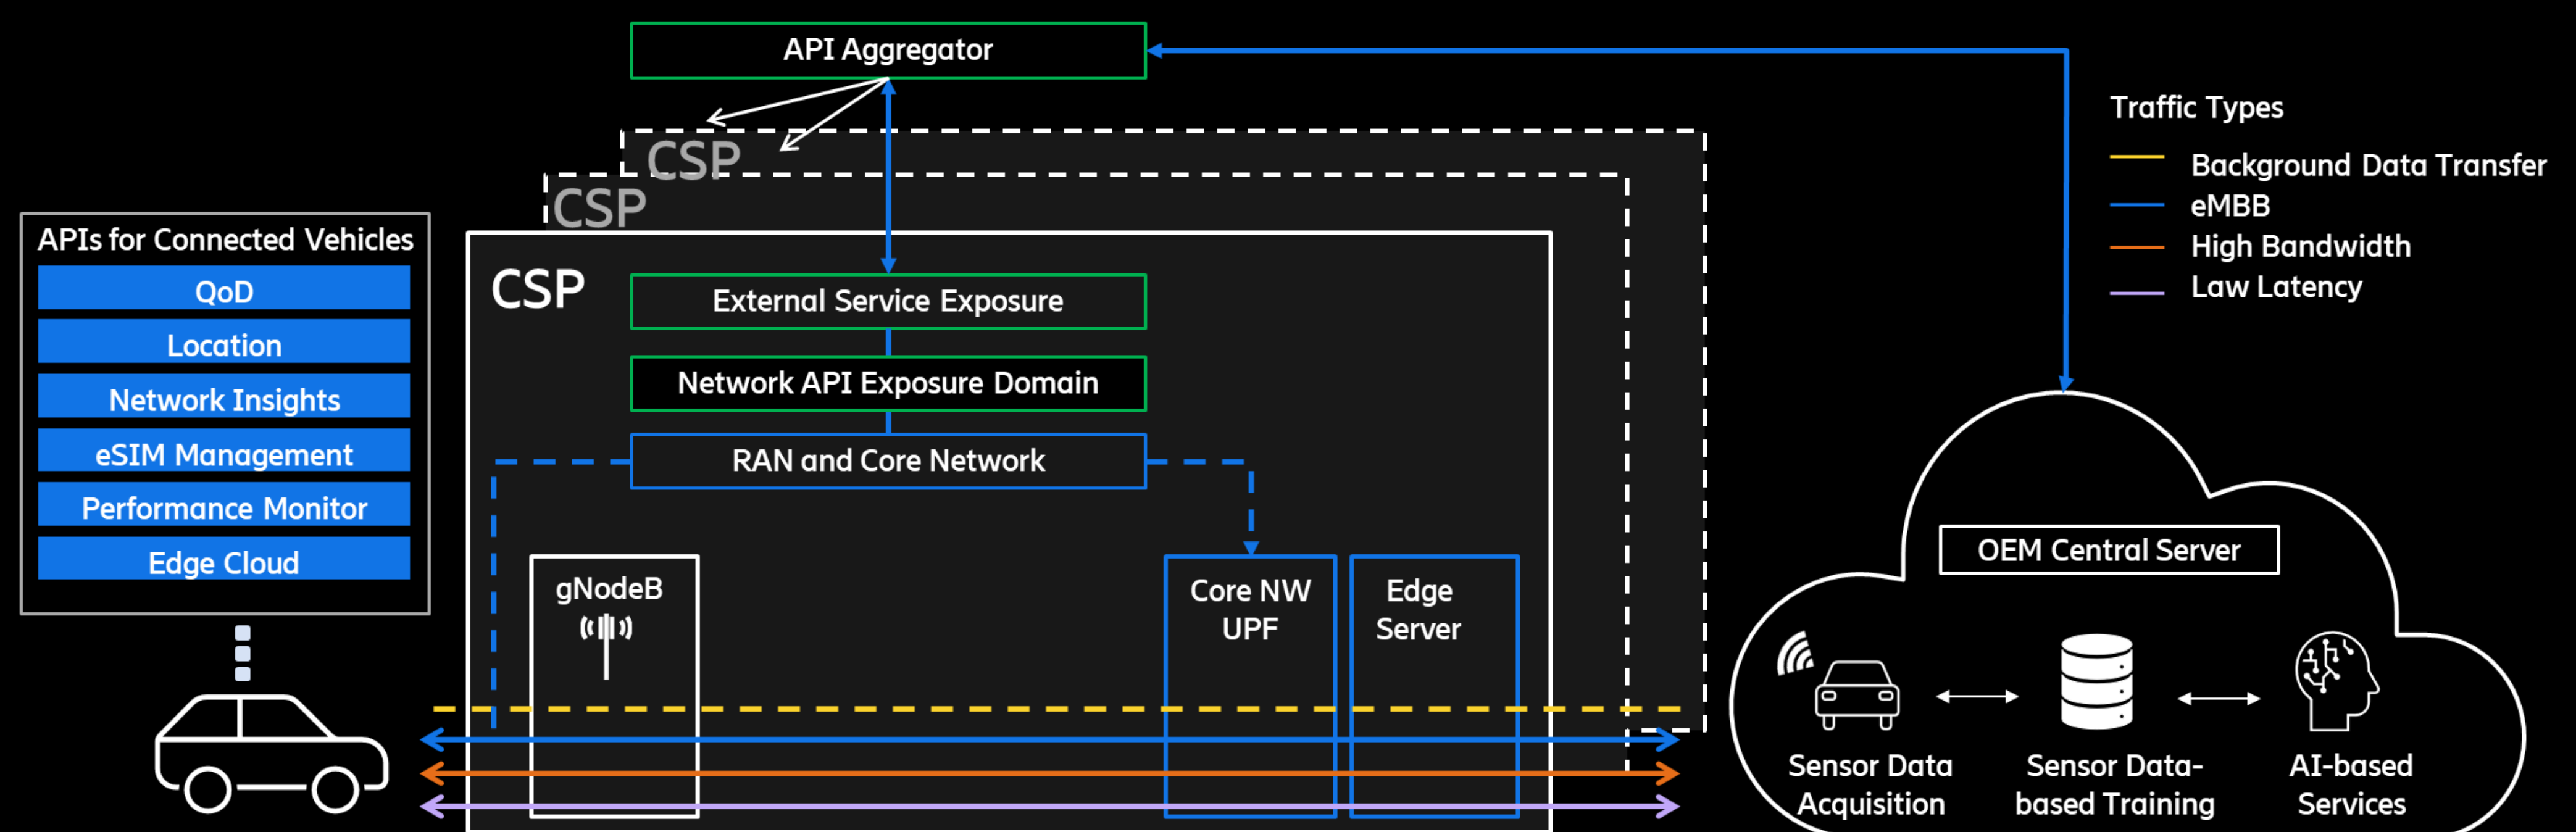 API Aggregator
Traffic Types
Background Data Transfer
eMBB
High Bandwidth
Law Latency
CSP
CSP
CSP
APIs for Connected Vehicles
QoD
Location
Network Insights
eSIM Management
Performance Monitor
Edge Cloud
External Service Exposure
Network API Exposure Domain
RAN and Core Network
gNodeB
Core NW
UPF
Edge
Server
OEM Central Server
Sensor Data
Acquisition
Sensor Data-
based Training
AI-based
Services